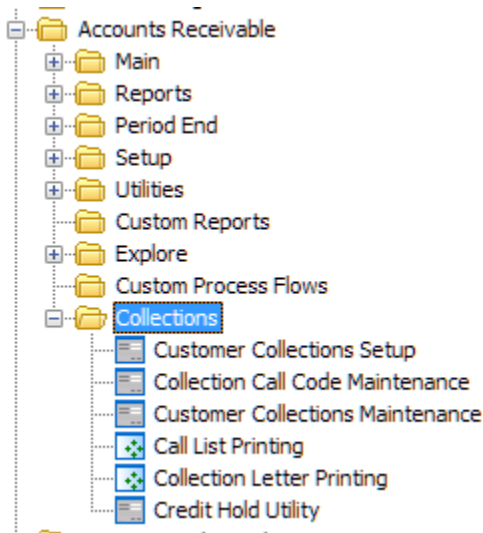 Accounts Receivable
Main
Reports
Period End
Setup
Utilities
Custom Reports
Explore
Custom Process Flows
Collections
Customer Collections Setup
Collection Call Code Maintenance
Customer Collections Maintenance
Call List Printing
Collection Letter Printing
Credit Hold Utility